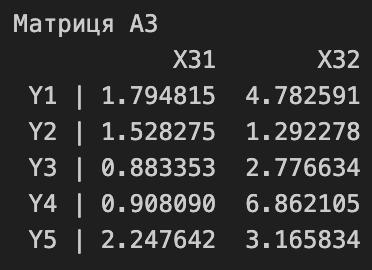 Матриця A3
X31 X32
Y1 | 1.794815 4.782591
Y2 | 1.528275 1.292278
Y3 | 0.883353 2.776634
Y4 | 0.908090 6.862105
Y5 | 2.247642 3.165834